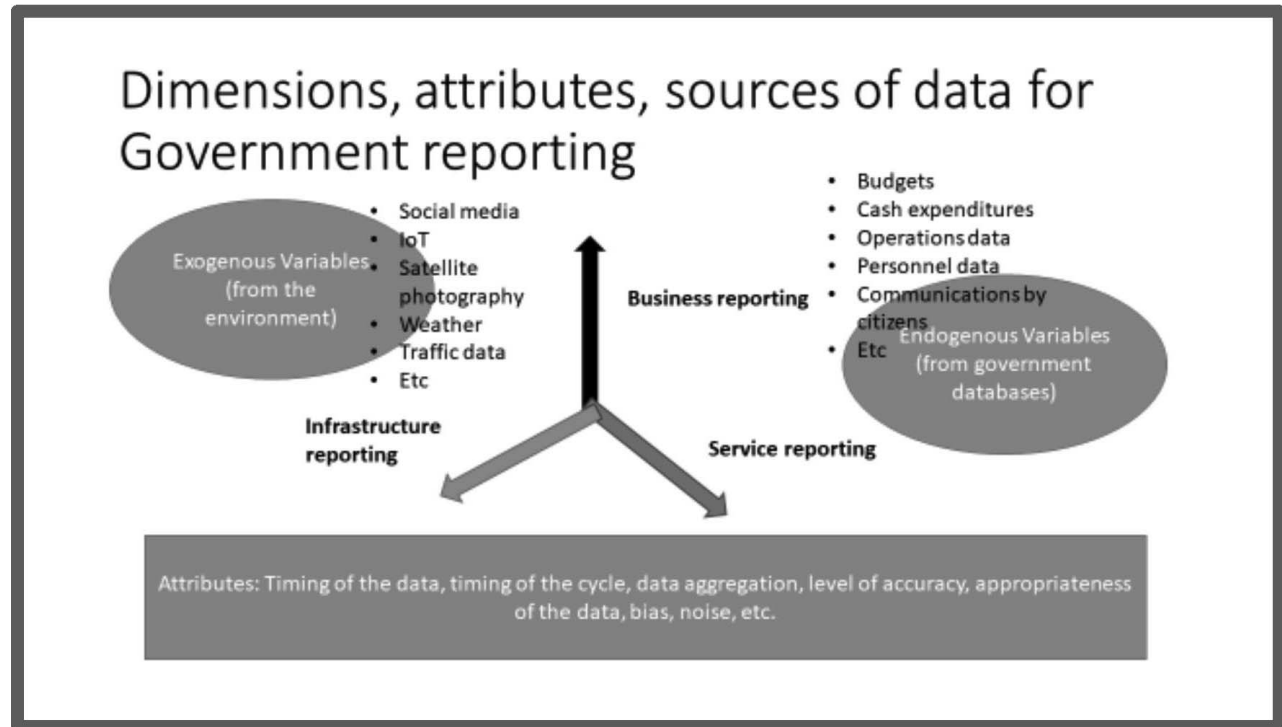 Dimensions, attributes, sources of data for
Government reporting
Exogenous Variables
(from the
environment)
• Social media
• IoT
• Satellite
photography
• Weather
• Traffic data
• Etc
Business reporting
• Budgets
• Cash expenditures
• Operations data
• Personnel data
• Communications by
citizens
• Etc
Endogenous Variables
(from government
databases)
Infrastructure
reporting
Service reporting
Attributes: Timing of the data, timing of the cycle, data aggregation, level of accuracy, appropriateness
of the data, bias, noise, etc.